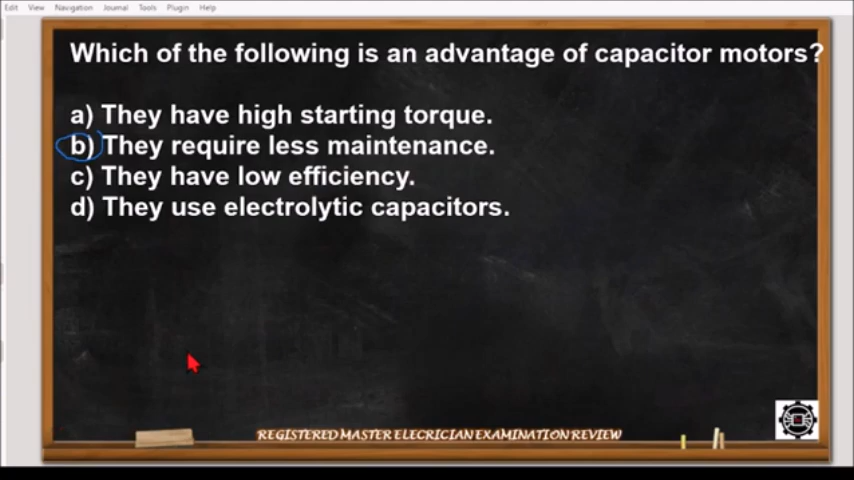 Edit View Navigation Journal Tools Plugin Help
Which of the following is an advantage of capacitor motors?
a) They have high starting torque.
b) They require less maintenance.
c) They have low efficiency.
d) They use electrolytic capacitors.
REGISTERED MASTER ELECRICIAN EXAMINATION REVIEW